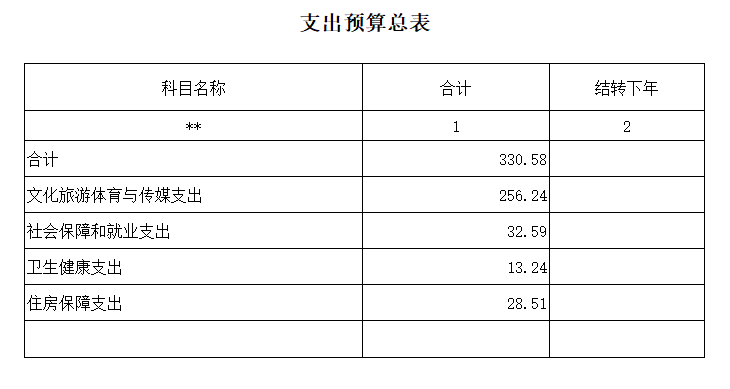 支出预算总表
科目名称 合计 结转下年
** 1 2
合计 330.58
文化旅游体育与传媒支出 256.24
社会保障和就业支出 32.59
卫生健康支出 13.24
住房保障支出 28.51